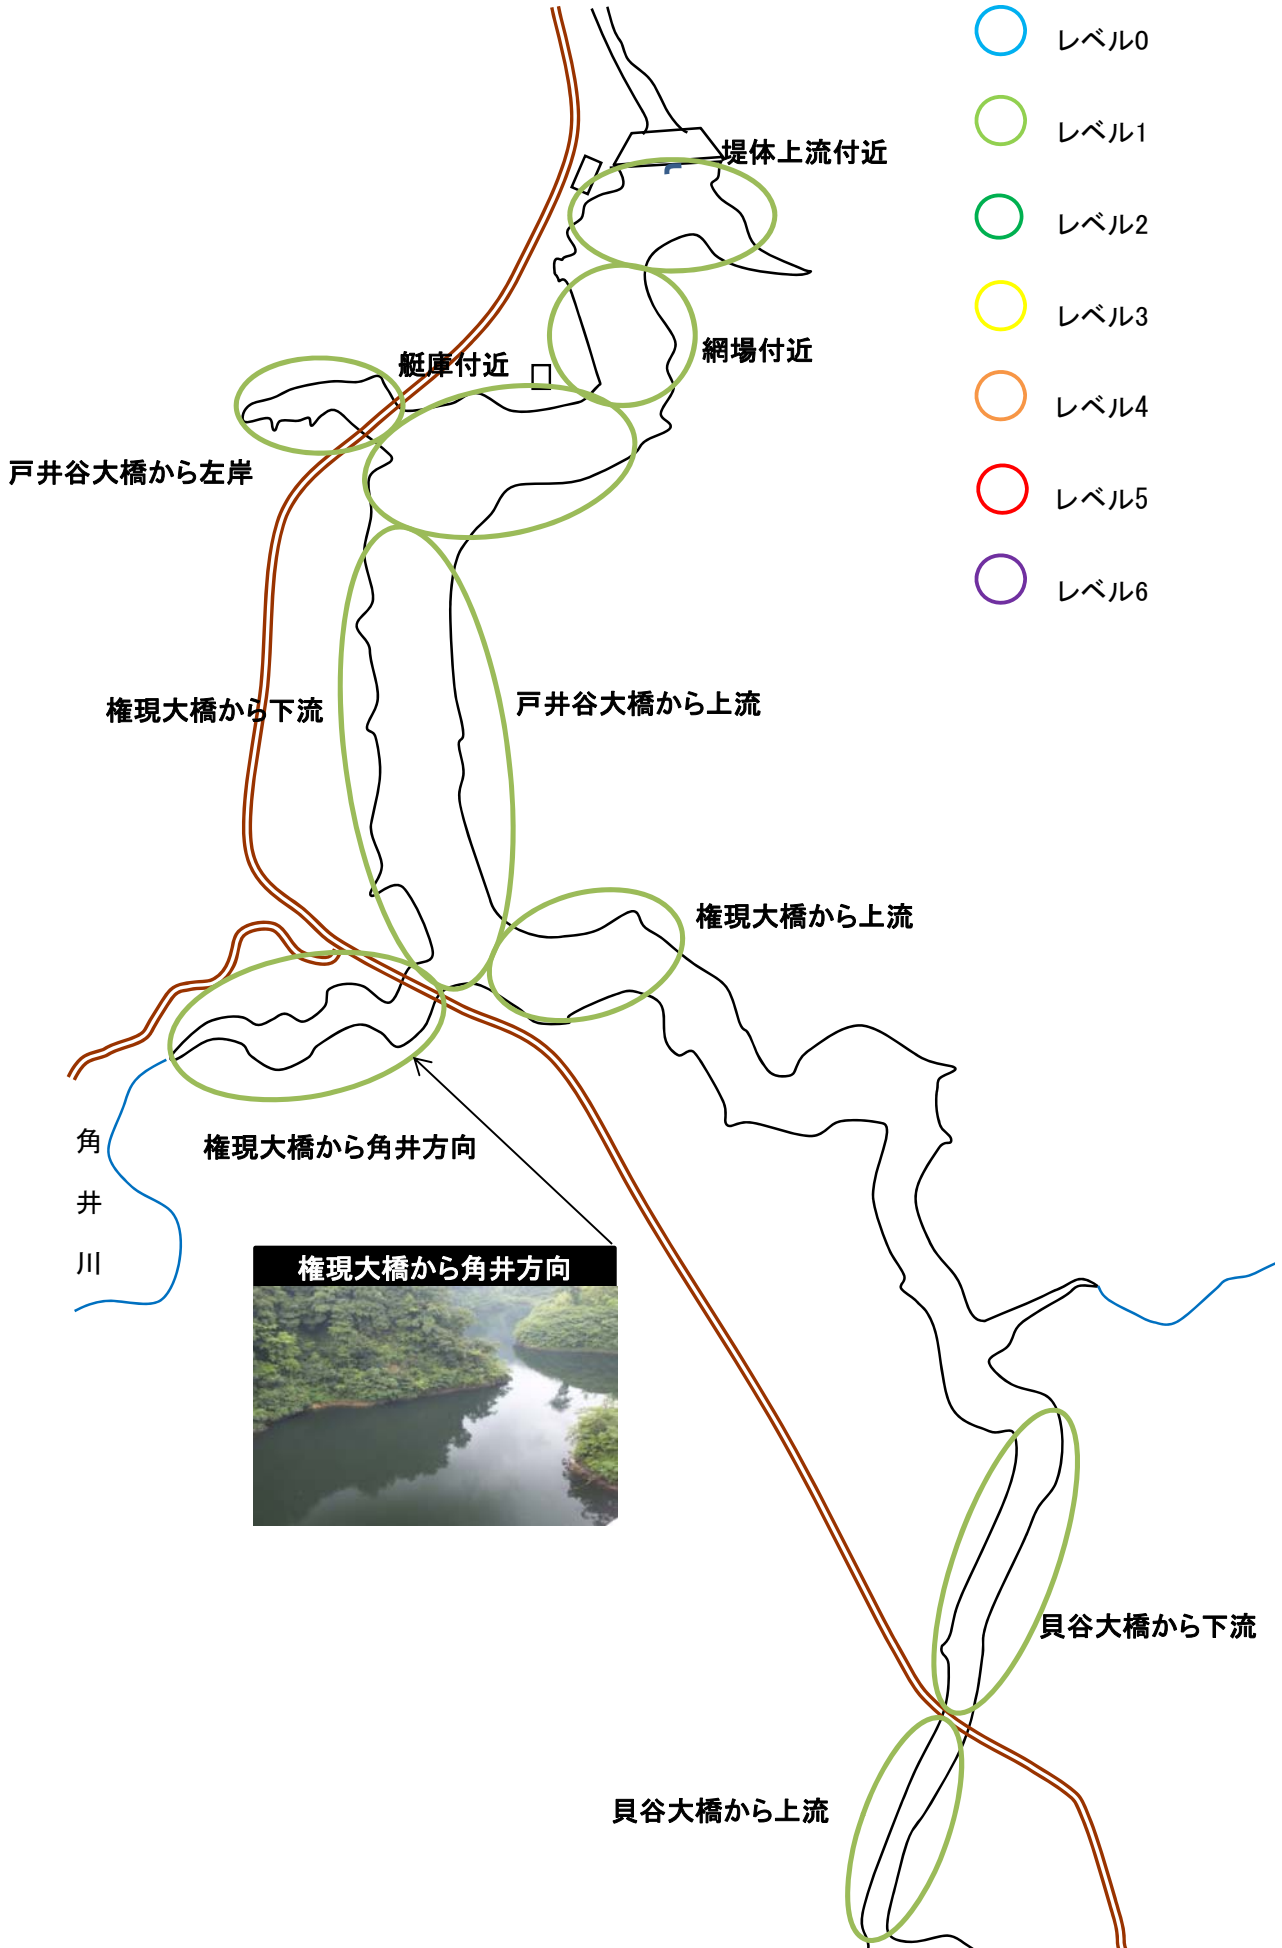 レベル0
レベル1
堤体上流付近
レベル2
レベル3
網場付近
艇庫付近
レベル4
戸井谷大橋から左岸
レベル5
レベル6
権現大橋から下流
戸井谷大橋から上流
権現大橋から上流
権現大橋から角井方向
角井川
権現大橋から角井方向
貝谷大橋から下流
貝谷大橋から上流